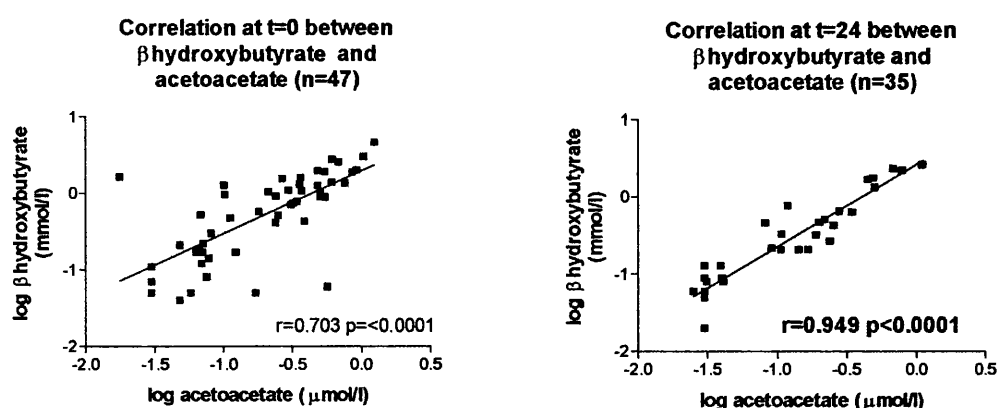 Correlation at t=0 between
βhydroxybutyrate and
acetoacetate (n=47)
log βhydroxybutyrate
(mmol/l)
1
0
-1
-2
-2.0 -1.5 -1.0 -0.5 0.0 0.5
r=0.703 p=<0.0001
log acetoacetate (μmol/l)
Correlation at t=24 between
βhydroxybutyrate and
acetoacetate (n=35)
log βhydroxybutyrate
(mmol/l)
1
0
-1
-2
-2.0 -1.5 -1.0 -0.5 0.0 0.5
r=0.949 p<0.0001
log acetoacetate (μmol/l)